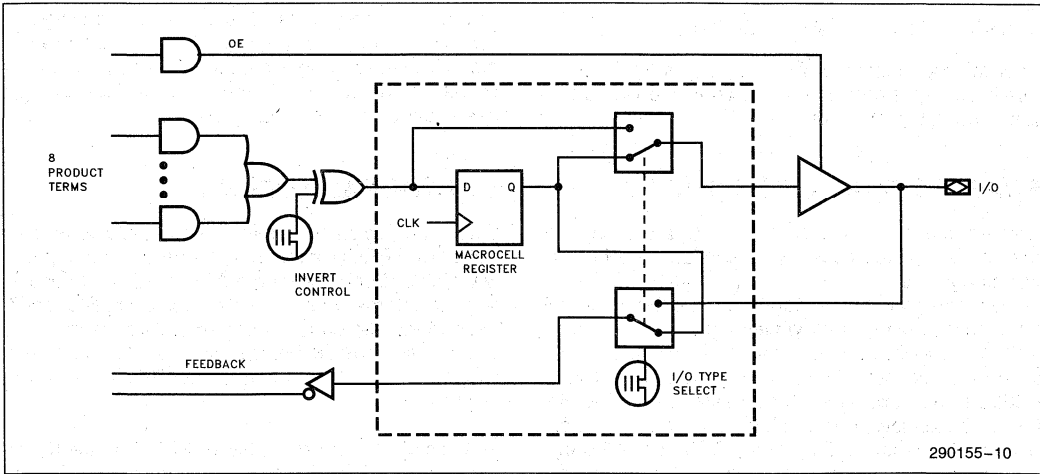 OE
8
PRODUCT
TERMS
INVERT
CONTROL
D
Q
CLK
MACROCELL
REGISTER
I/O
I/O TYPE
SELECT
FEEDBACK
290155-10